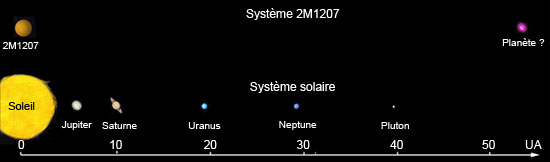 Système 2M1207
2M1207
Planète ?
Système solaire
Soleil
Jupiter
Saturne
Uranus
Neptune
Pluton
0 10 20 30 40 50 UA